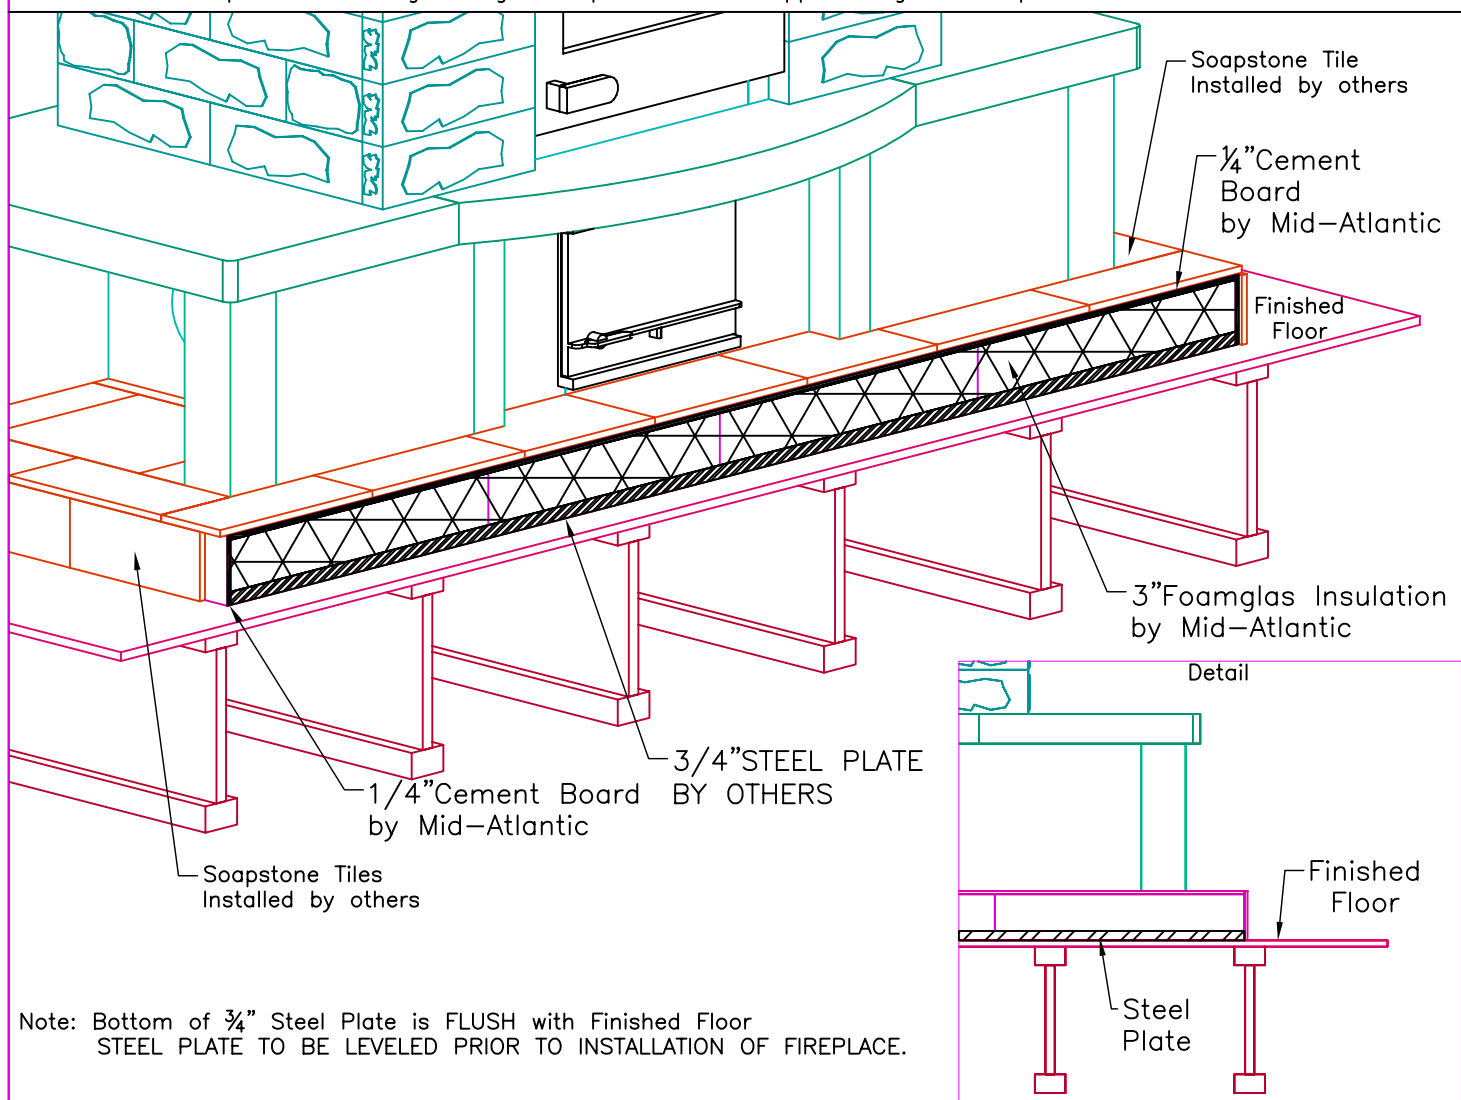 Soapstone Tile
Installed by others
¼”Cement
Board
by Mid-Atlantic
Finished
Floor
3”Foamglas Insulation
by Mid-Atlantic
Detail
3/4”STEEL PLATE
BY OTHERS
1/4”Cement Board
by Mid-Atlantic
Soapstone Tiles
Installed by others
Finished
Floor
Steel
Plate
Note: Bottom of ¾” Steel Plate is FLUSH with Finished Floor
STEEL PLATE TO BE LEVELED PRIOR TO INSTALLATION OF FIREPLACE.